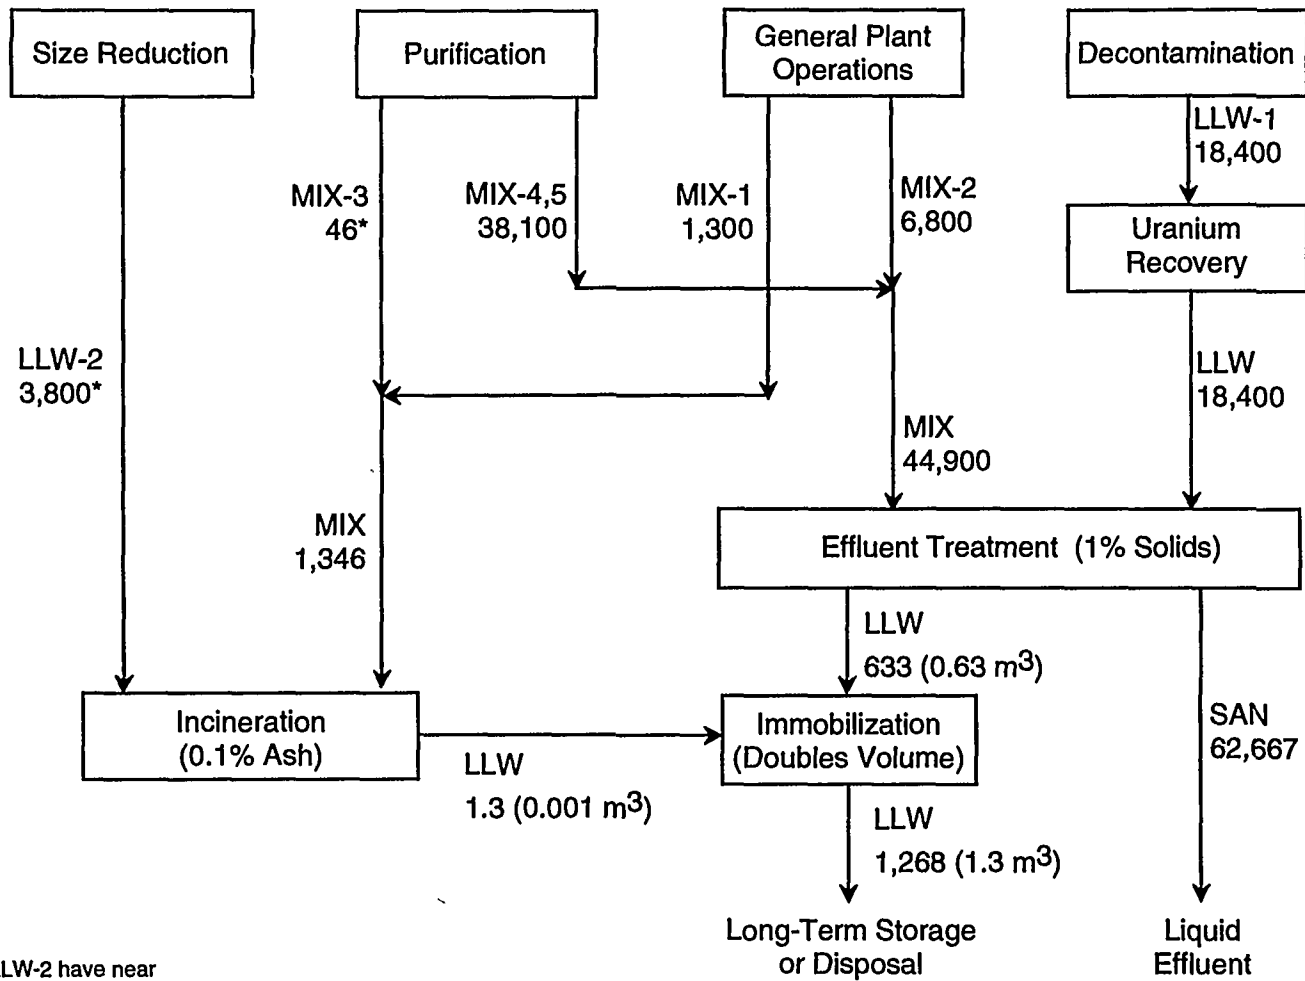 Size Reduction
Purification
General Plant
Operations
Decontamination
LLW-1
18,400
MIX-3
46*
MIX-4,5
38,100
MIX-1
1,300
MIX-2
6,800
Uranium
Recovery
LLW-2
3,800*
LLW
18,400
MIX
44,900
MIX
1,346
Effluent Treatment (1% Solids)
LLW
633 (0.63 m³)
Incineration
(0.1% Ash)
Immobilization
(Doubles Volume)
SAN
62,667
LLW
1.3 (0.001 m³)
LLW
1,268 (1.3 m³)
Long-Term Storage
or Disposal
Liquid
Effluent
LW-2 have near